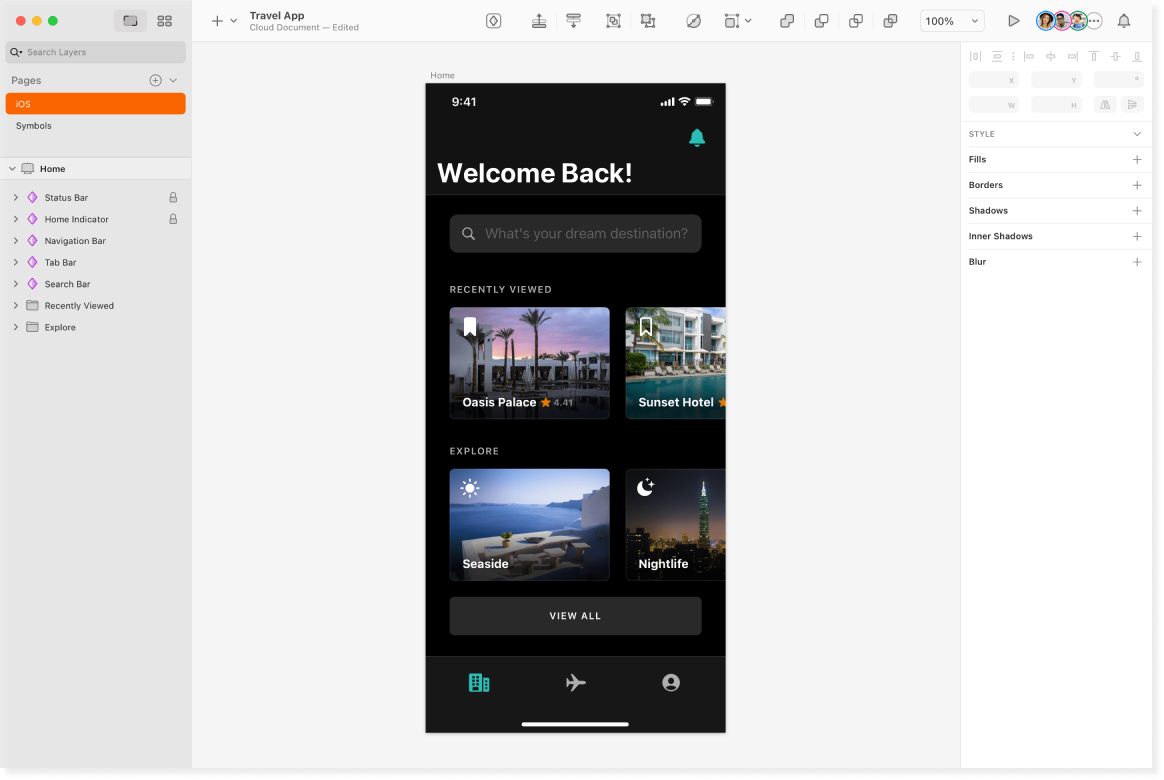 Travel App
Cloud Document — Edited
100%
Search Layers
Pages
iOS
Symbols
Home
Status Bar
Home Indicator
Navigation Bar
Tab Bar
Search Bar
Recently Viewed
Explore
Home
9:41
Welcome Back!
What's your dream destination?
RECENTLY VIEWED
Oasis Palace 4.41
Sunset Hotel
EXPLORE
Seaside
Nightlife
VIEW ALL
X Y °
W H
STYLE
Fills
Borders
Shadows
Inner Shadows
Blur